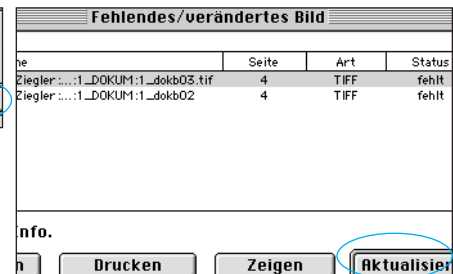 Fehlendes/verändertes Bild
ne Seite Art Status
Ziegler:...:1_DOKUM:1_dokb03.tif 4 TIFF fehlt
Ziegler:...:1_DOKUM:1_dokb02 4 TIFF fehlt
nfo.
n Drucken Zeigen Aktualisier